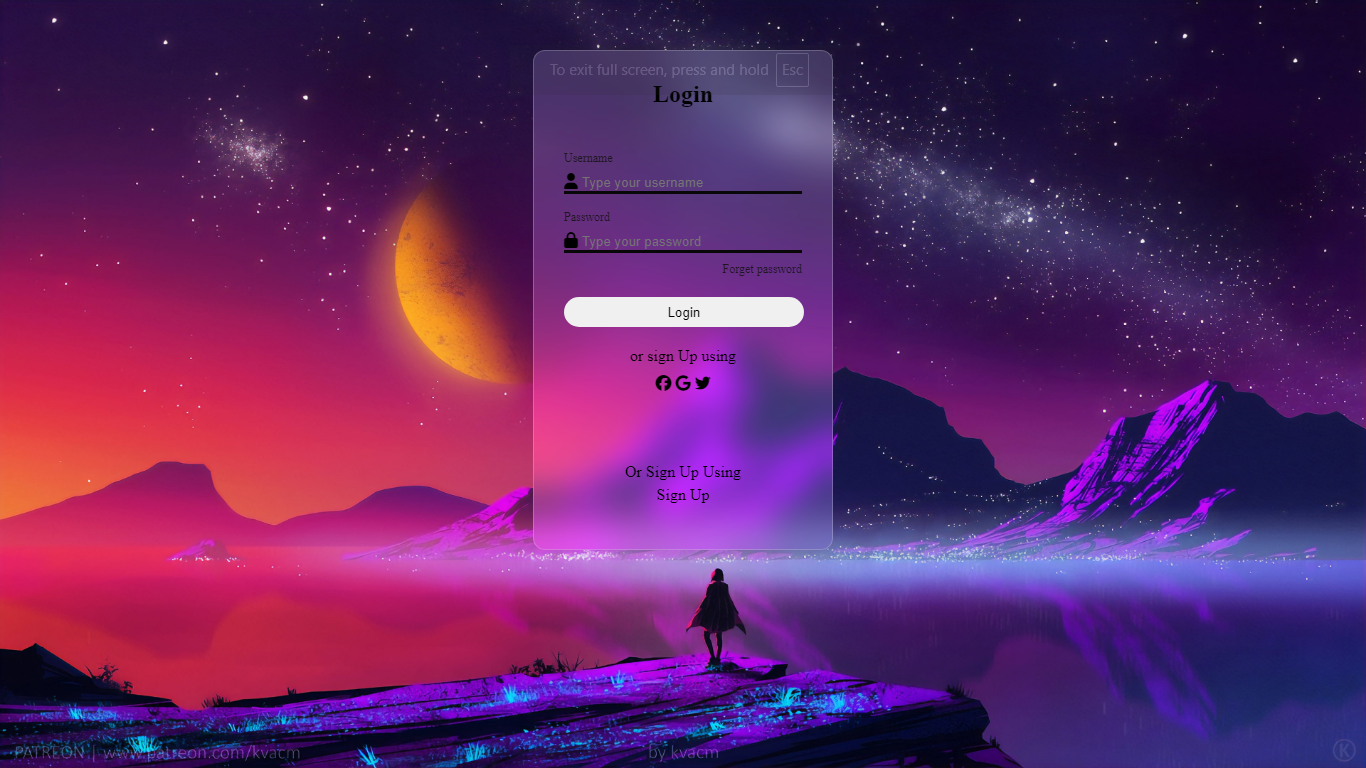 To exit full screen, press and hold Esc
Login
Username
Type your username
Password
Type your password
Forget password
Login
or sign Up using
Or Sign Up Using
Sign Up
PATREON | www.patreon.com/kvacm
by kvacm
K